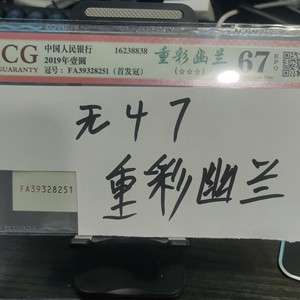 CG
GUARANTY
中国人民银行
2019年壹圆
冠号：FA39328251（首发冠）
16238838
重彩幽兰
(☆☆☆)
67
EPQ
无47
重彩幽兰
FA39328251